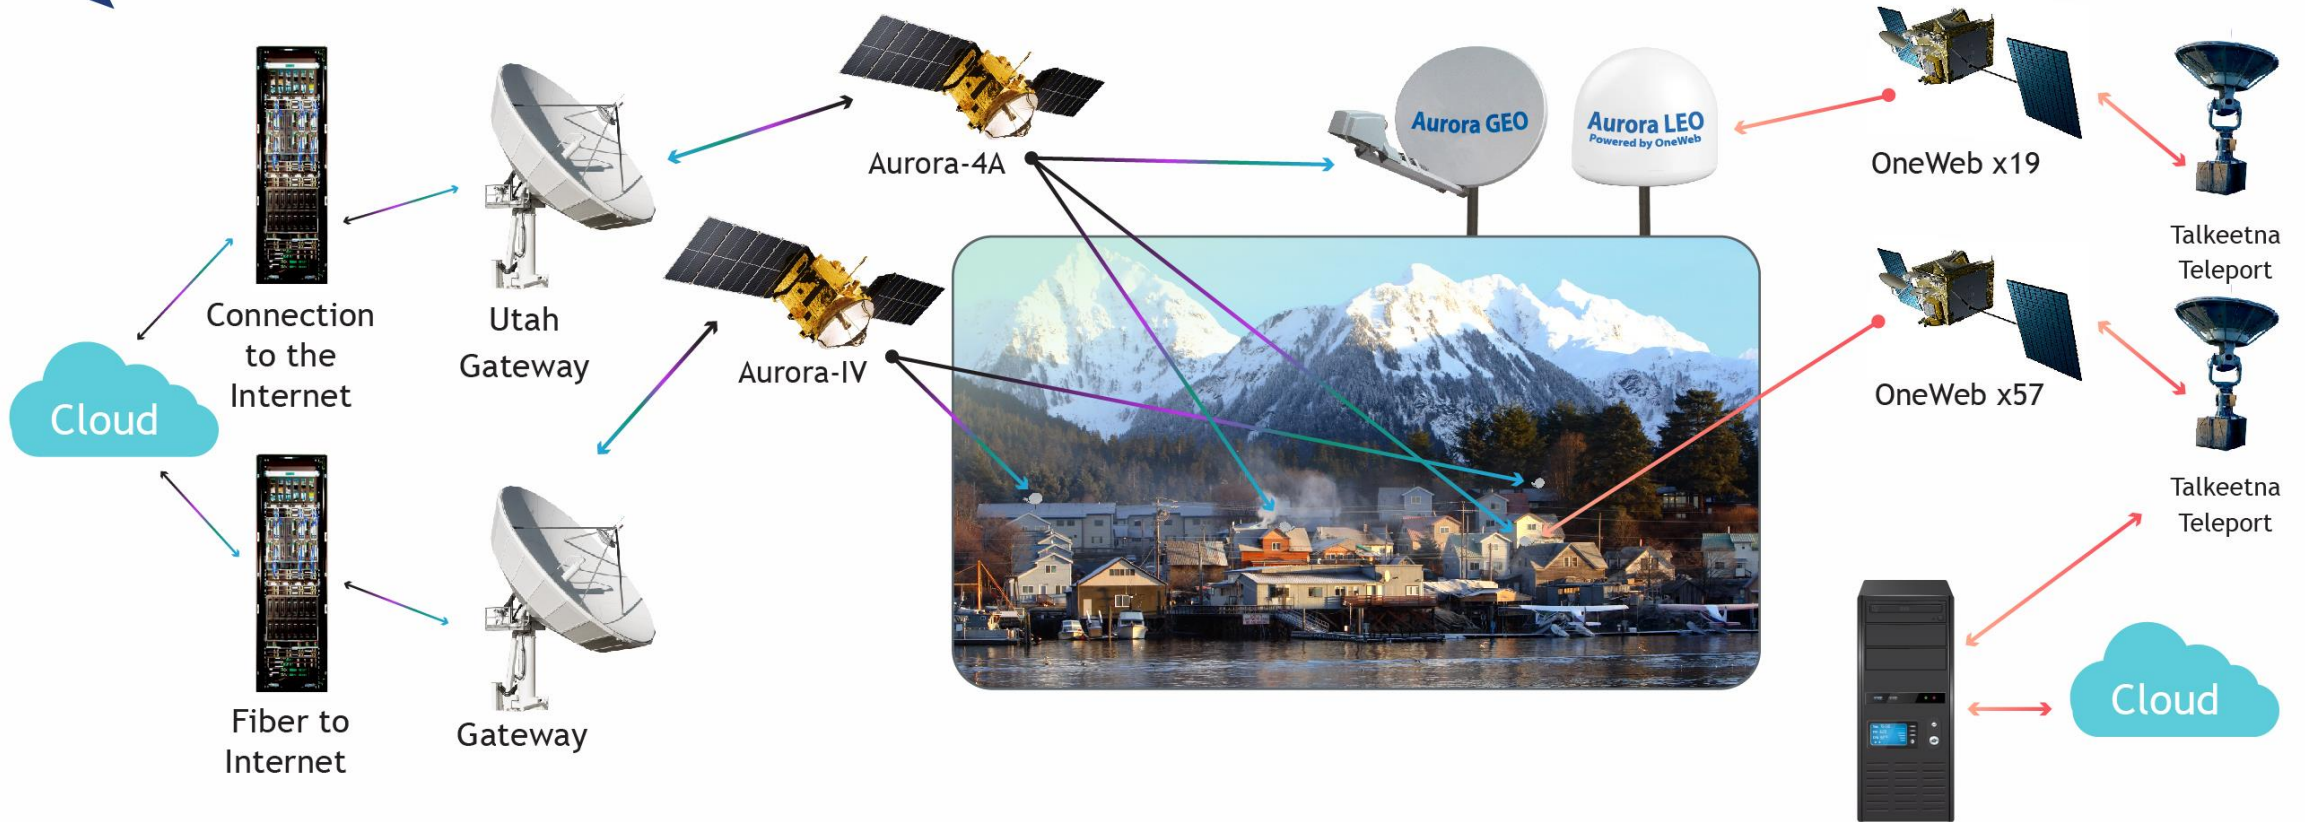 Connection
to the
Internet
Cloud
Fiber to
Internet
Utah
Gateway
Gateway
Aurora-4A
Aurora-IV
Aurora GEO
Aurora LEO
Powered by OneWeb
OneWeb x19
Talkeetna
Teleport
OneWeb x57
Talkeetna
Teleport
Cloud